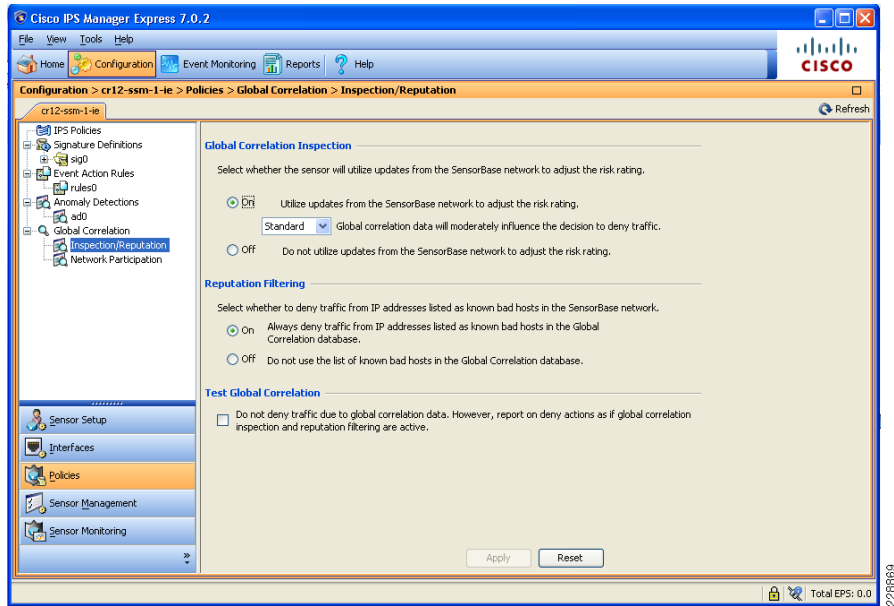 Cisco IPS Manager Express 7.0.2
File View Tools Help
Home Configuration Event Monitoring Reports Help
CISCO
Configuration > cr12-ssm-1-ie > Policies > Global Correlation > Inspection/Reputation
cr12-ssm-1-ie
Refresh
IPS Policies
Signature Definitions
sig0
Event Action Rules
rules0
Anomaly Detections
ad0
Global Correlation
Inspection/Reputation
Network Participation
Sensor Setup
Interfaces
Policies
Sensor Management
Sensor Monitoring
Global Correlation Inspection
Select whether the sensor will utilize updates from the SensorBase network to adjust the risk rating.
On Utilize updates from the SensorBase network to adjust the risk rating.
Standard Global correlation data will moderately influence the decision to deny traffic.
Off Do not utilize updates from the SensorBase network to adjust the risk rating.
Reputation Filtering
Select whether to deny traffic from IP addresses listed as known bad hosts in the SensorBase network.
On Always deny traffic from IP addresses listed as known bad hosts in the Global
Correlation database.
Off Do not use the list of known bad hosts in the Global Correlation database.
Test Global Correlation
Do not deny traffic due to global correlation data. However, report on deny actions as if global correlation
inspection and reputation filtering are active.
Apply Reset
Total EPS: 0.0
228869